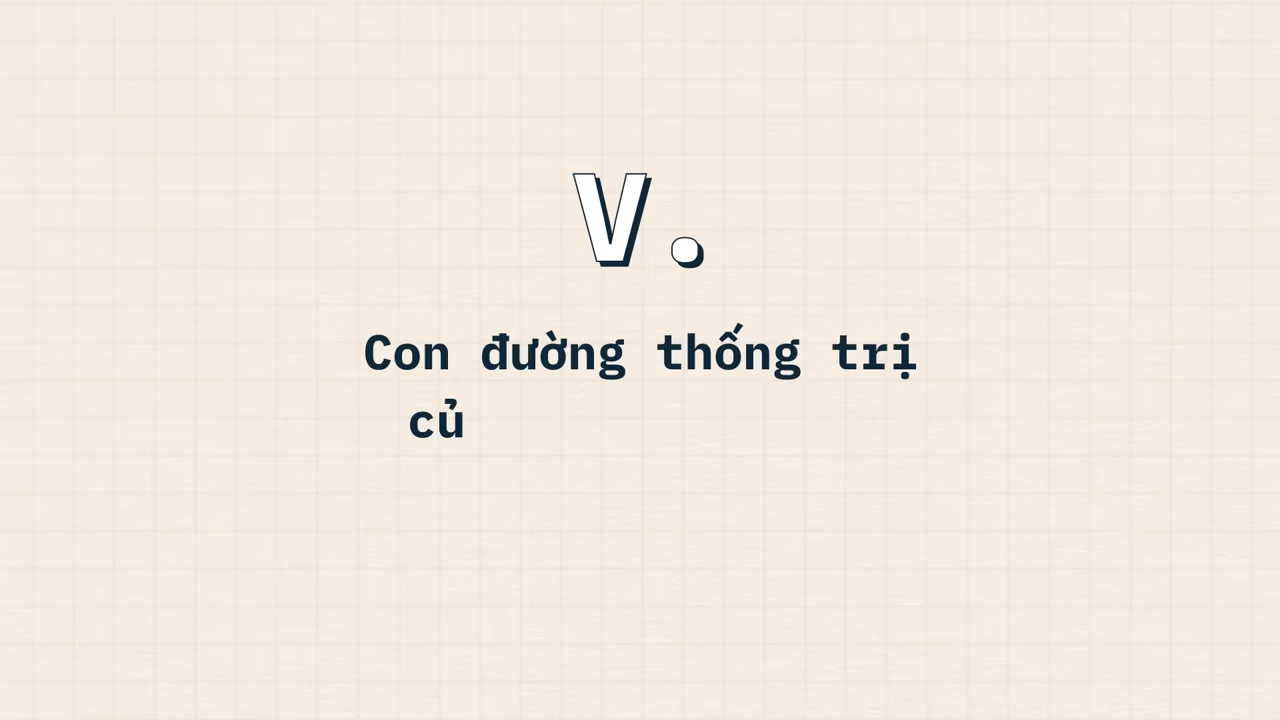 V.
Con đường thống trị
củ